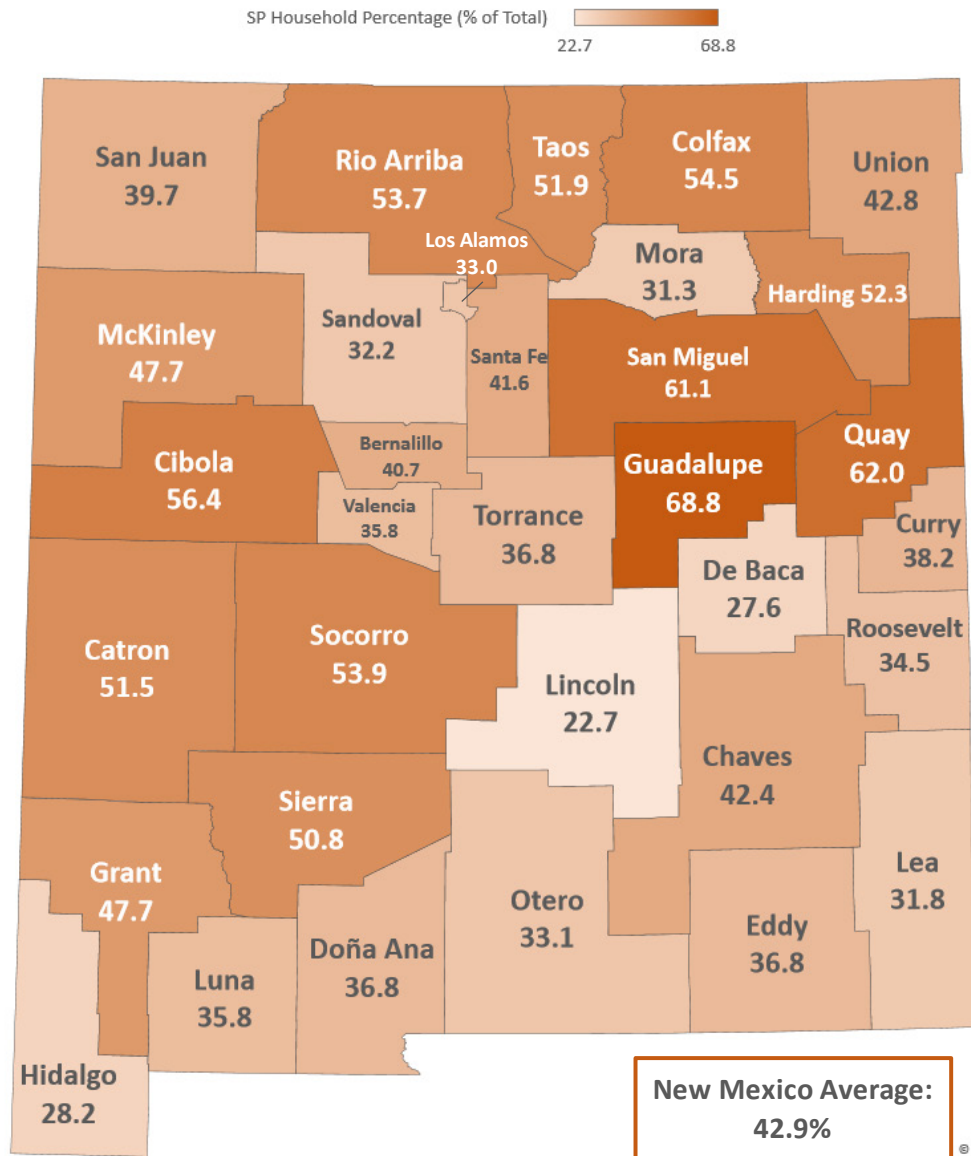 SP Household Percentage (% of Total)
22.7 68.8
San Juan
39.7
Rio Arriba
53.7
Taos
51.9
Colfax
54.5
Union
42.8
Los Alamos
33.0
Mora
31.3
Harding 52.3
McKinley
47.7
Sandoval
32.2
Santa Fe
41.6
San Miguel
61.1
Quay
62.0
Cibola
56.4
Bernalillo
40.7
Guadalupe
68.8
Valencia
35.8
Torrance
36.8
Curry
38.2
De Baca
27.6
Roosevelt
34.5
Catron
51.5
Socorro
53.9
Lincoln
22.7
Chaves
42.4
Sierra
50.8
Grant
47.7
Lea
31.8
Otero
33.1
Eddy
36.8
Doña Ana
36.8
Luna
35.8
Hidalgo
28.2
New Mexico Average:
42.9%
©